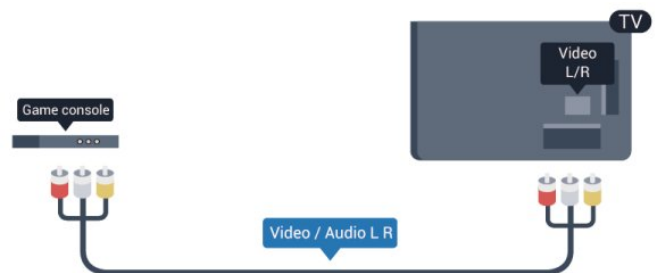 TV
Video
L/R
Game console
Video / Audio L R